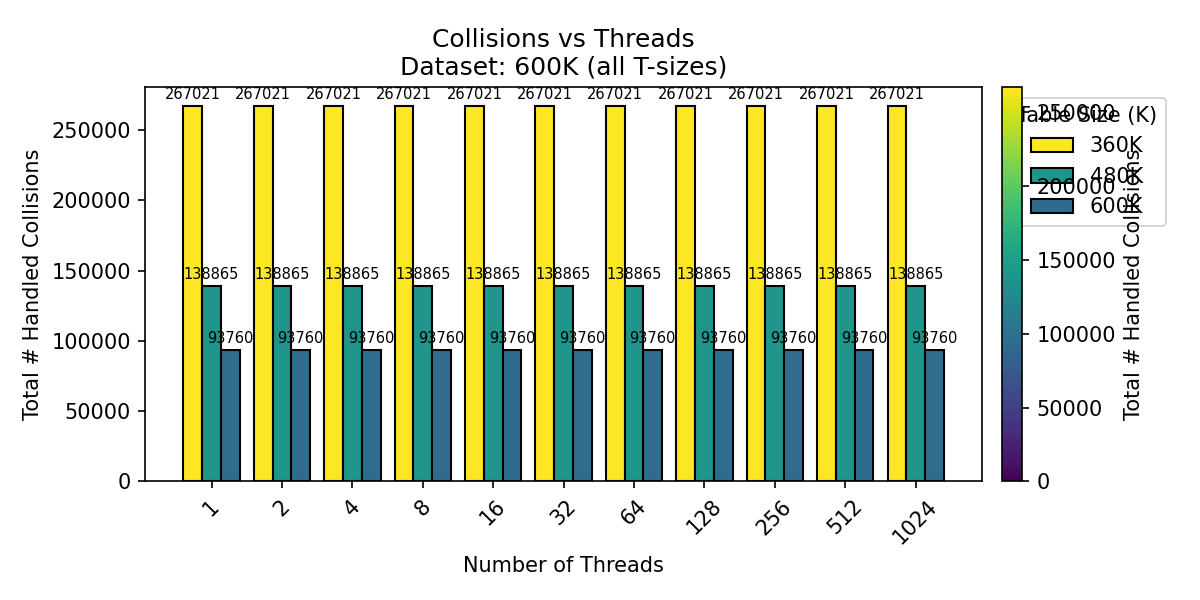 Collisions vs Threads
Dataset: 600K (all T-sizes)
Total # Handled Collisions
250000
200000
150000
100000
50000
0
267021 267021 267021 267021 267021 267021 267021 267021 267021 267021 267021
138865 138865 138865 138865 138865 138865 138865 138865 138865 138865 138865
93760 93760 93760 93760 93760 93760 93760 93760 93760 93760 93760
1 2 4 8 16 32 64 128 256 512 1024
Number of Threads
Table Size (K)
360K
480K
600K
250000
200000
150000
100000
50000
0
Total # Handled Collisions